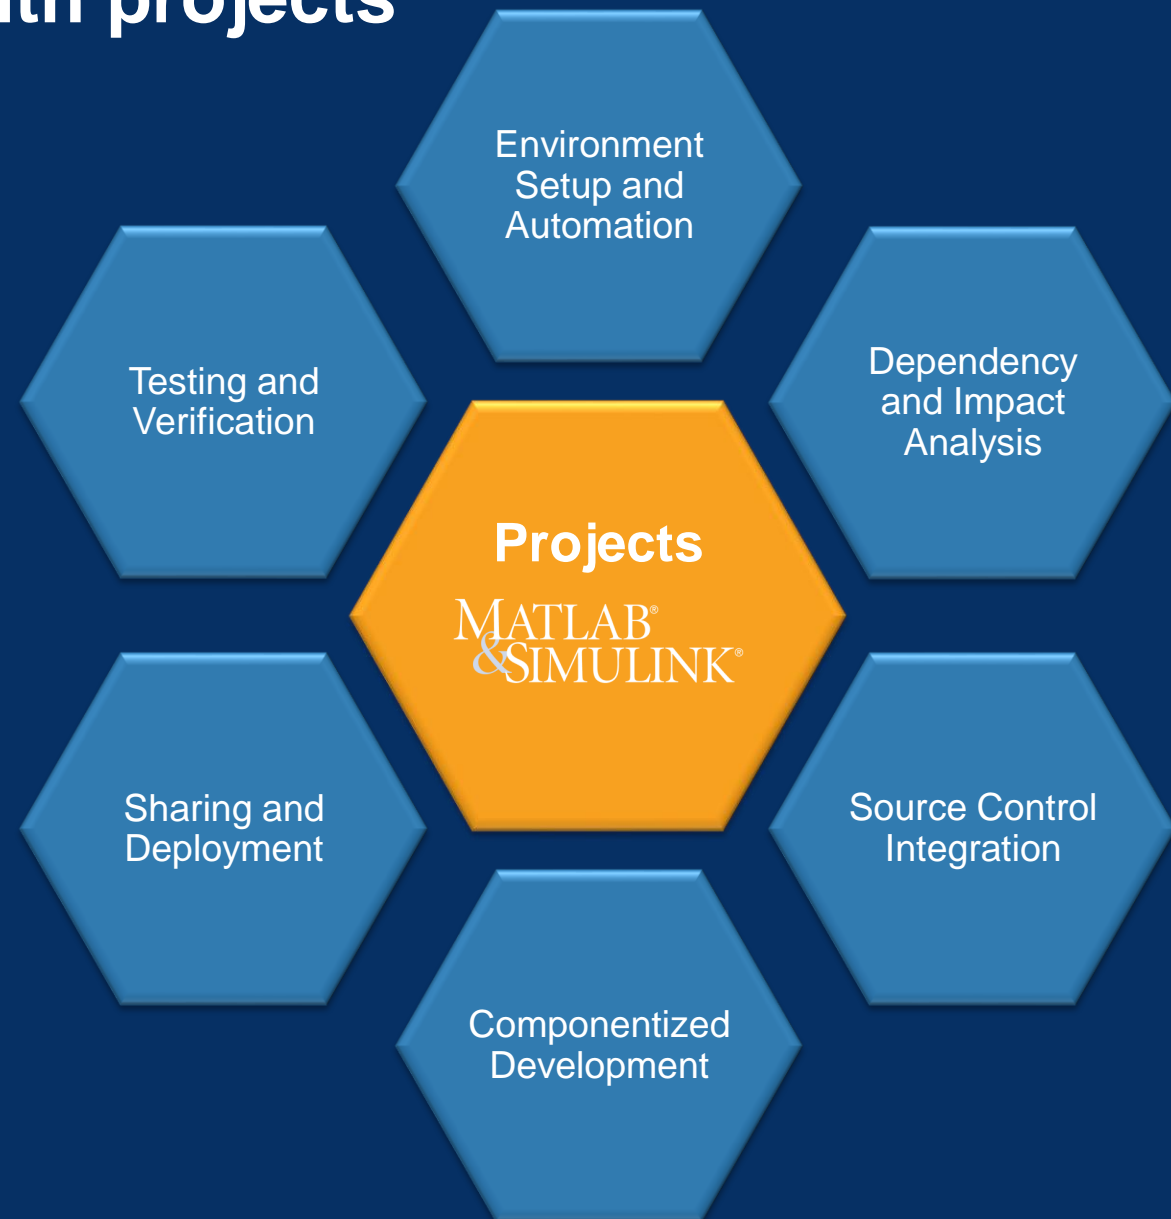 projects
Environment
Setup and
Automation
Testing and
Verification
Dependency
and Impact
Analysis
Projects
MATLAB®
&SIMULINK®
Sharing and
Deployment
Source Control
Integration
Componentized
Development